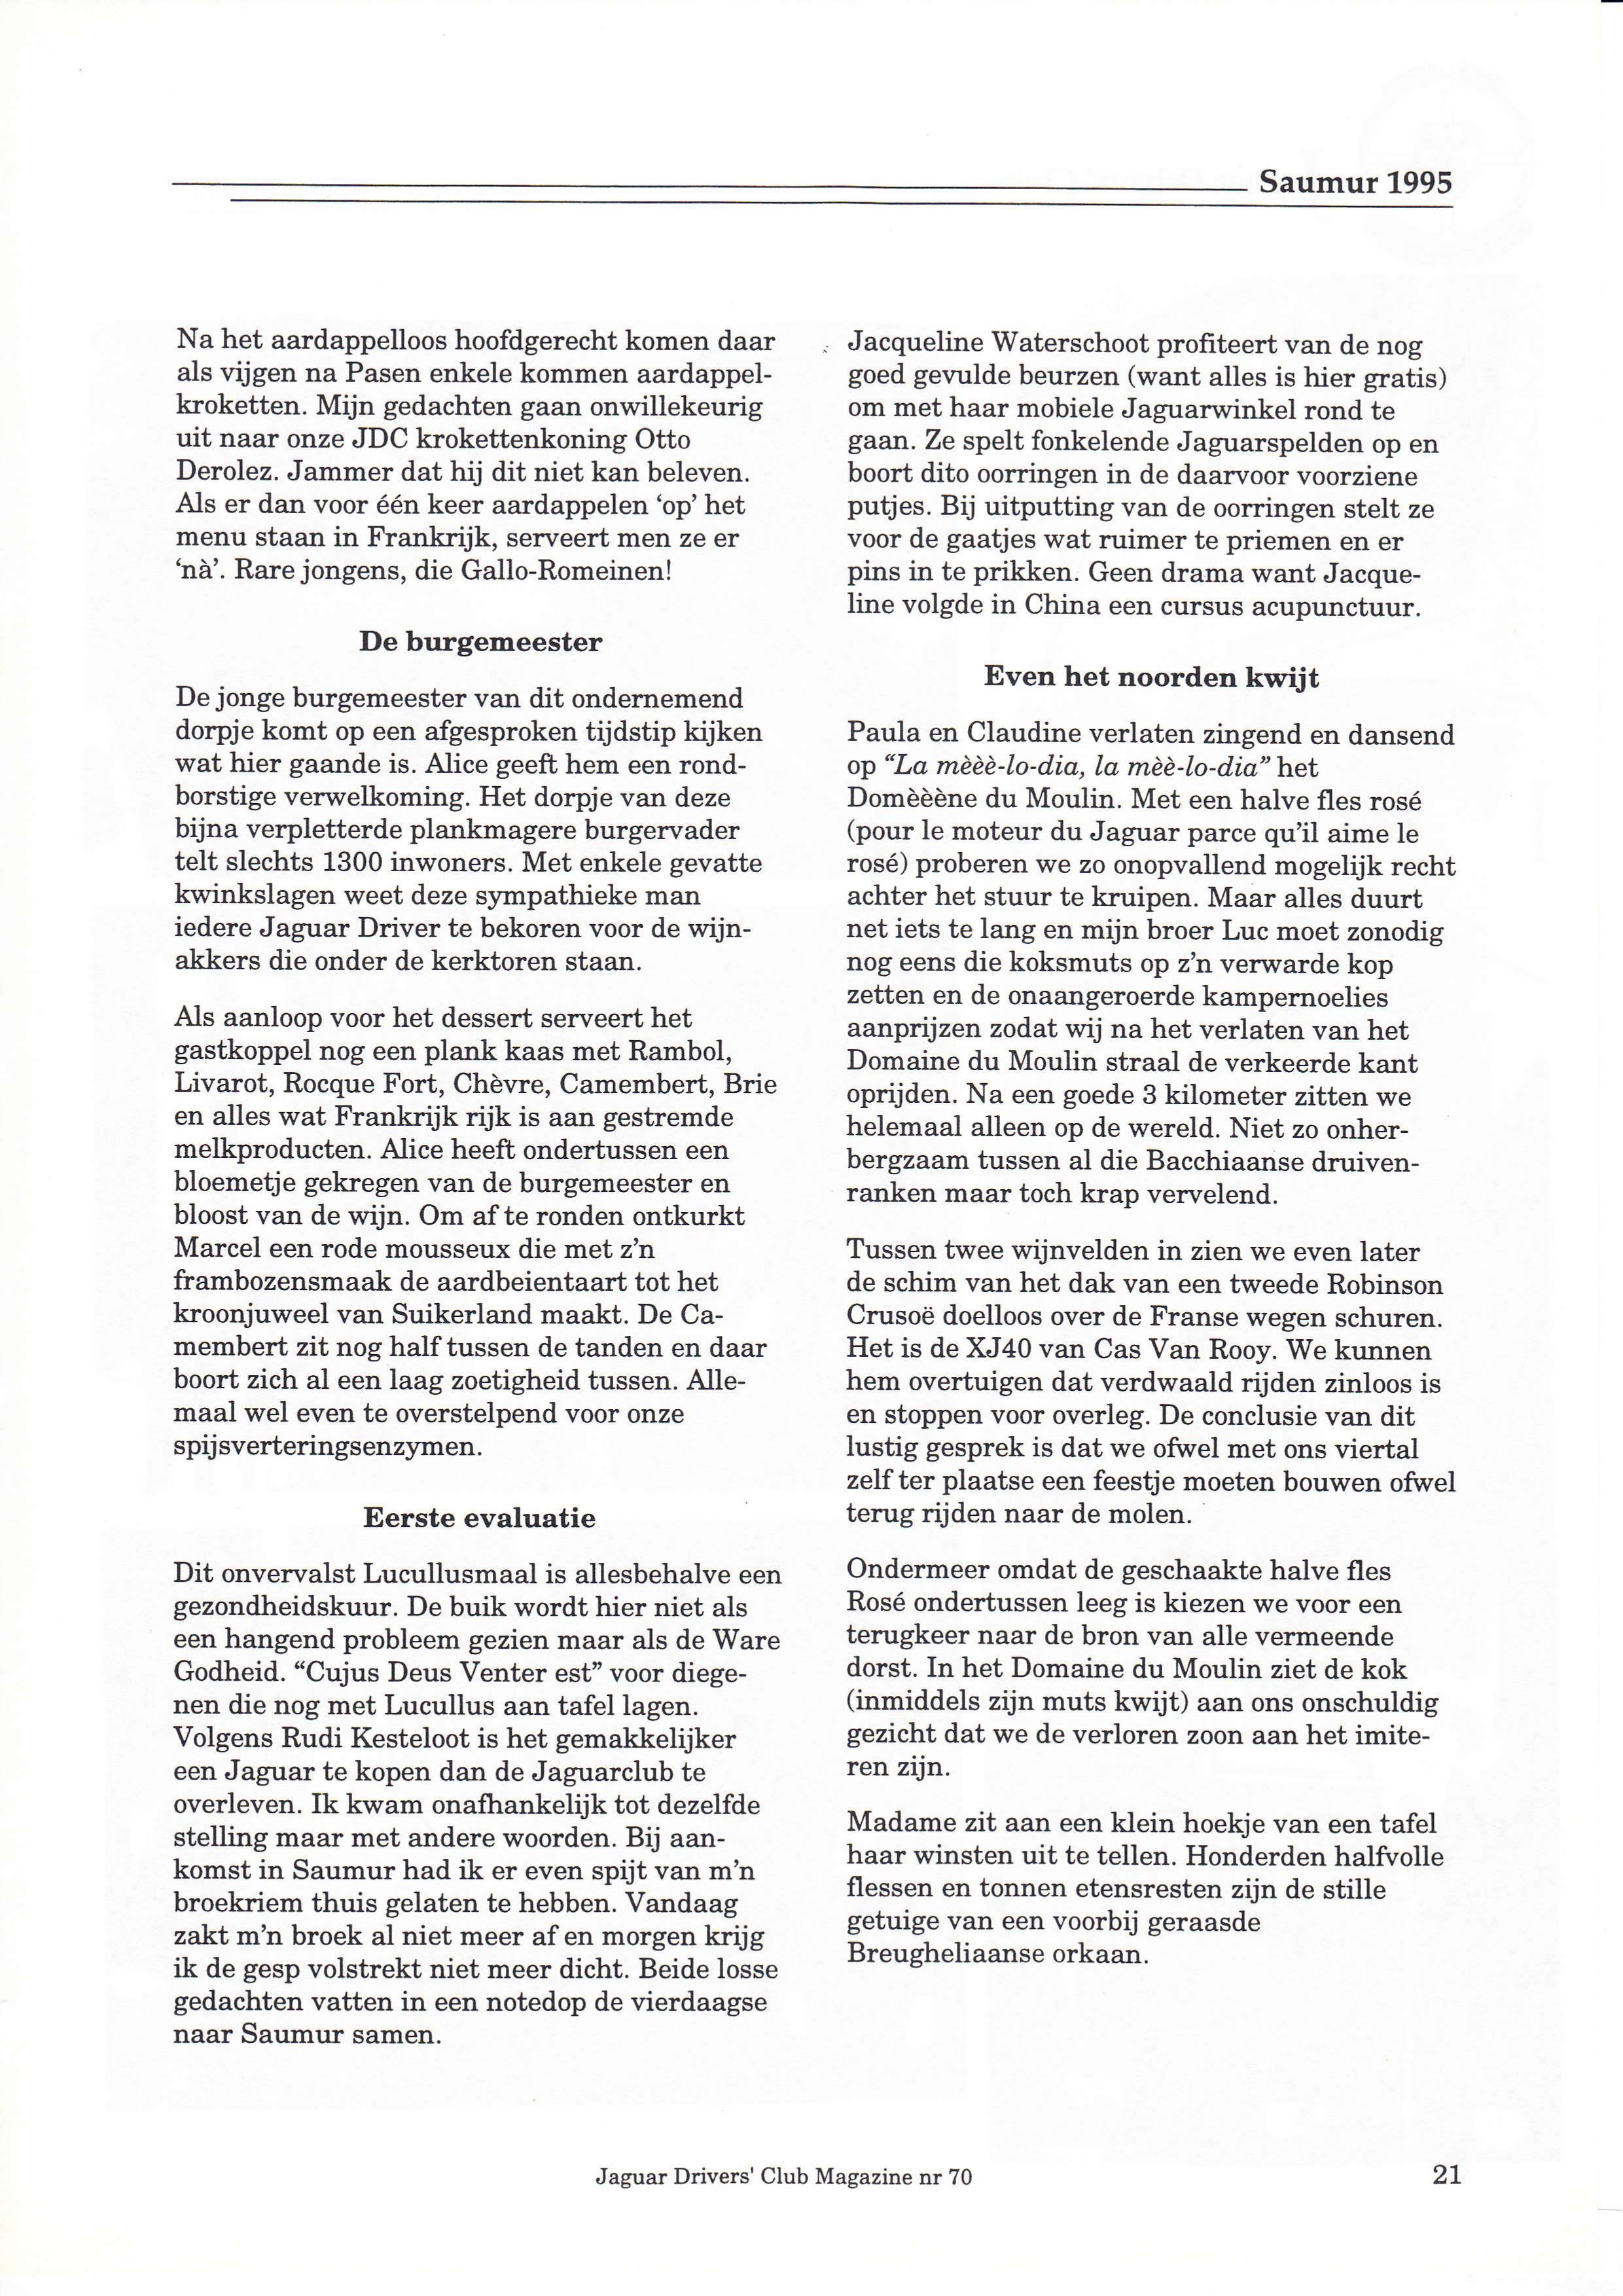 Saumur 1995
Na het aardappelloos hoofdgerecht komen daar
als vijgen na Pasen enkele kommen aardappel-
kroketten. Mijn gedachten gaan onwillekeurig
uit naar onze JDC krokettenkoning Otto
Derolez. Jammer dat hij dit niet kan beleven.
Als er dan voor één keer aardappelen ‘op’ het
menu staan in Frankrijk, serveert men ze er
‘nà’. Rare jongens, die Gallo-Romeinen!
De burgemeester
De jonge burgemeester van dit ondernemend
dorpje komt op een afgesproken tijdstip kijken
wat hier gaande is. Alice geeft hem een rond-
borstige verwelkoming. Het dorpje van deze
bijna verpletterde plankmagere burgervader
telt slechts 1300 inwoners. Met enkele gevatte
kwinkslagen weet deze sympathieke man
iedere Jaguar Driver te bekoren voor de wijn-
akkers die onder de kerktoren staan.
Als aanloop voor het dessert serveert het
gastkoppel nog een plank kaas met Rambol,
Livarot, Rocque Fort, Chèvre, Camembert, Brie
en alles wat Frankrijk rijk is aan gestremde
melkproducten. Alice heeft ondertussen een
bloemetje gekregen van de burgemeester en
bloost van de wijn. Om af te ronden ontkurkt
Marcel een rode mousseux die met z’n
frambozensmaak de aardbeientaart tot het
kroonjuweel van Suikerland maakt. De Ca-
membert zit nog half tussen de tanden en daar
boort zich al een laag zoetigheid tussen. Alle-
maal wel even te overstelpend voor onze
spijsverteringsenzymen.
Eerste evaluatie
Dit onvervalst Lucullusmaal is allesbehalve een
gezondheidskuur. De buik wordt hier niet als
een hangend probleem gezien maar als de Ware
Godheid. “Cujus Deus Venter est” voor diege-
nen die nog met Lucullus aan tafel lagen.
Volgens Rudi Kesteloot is het gemakkelijker
een Jaguar te kopen dan de Jaguarclub te
overleven. Ik kwam onafhankelijk tot dezelfde
stelling maar met andere woorden. Bij aan-
komst in Saumur had ik er even spijt van m’n
broekriem thuis gelaten te hebben. Vandaag
zakt m’n broek al niet meer af en morgen krijg
ik de gesp volstrekt niet meer dicht. Beide losse
gedachten vatten in een notedop de vierdaagse
naar Saumur samen.
Jacqueline Waterschoot profiteert van de nog
goed gevulde beurzen (want alles is hier gratis)
om met haar mobiele Jaguarwinkel rond te
gaan. Ze spelt fonkelende Jaguarspelden op en
boort dito oorringen in de daarvoor voorziene
putjes. Bij uitputting van de oorringen stelt ze
voor de gaatjes wat ruimer te priemen en er
pins in te prikken. Geen drama want Jacque-
line volgde in China een cursus acupunctuur.
Even het noorden kwijt
Paula en Claudine verlaten zingend en dansend
op “La mèèè-lo-dia, la mèè-lo-dia” het
Domèèène du Moulin. Met een halve fles rosé
(pour le moteur du Jaguar parce qu’il aime le
rosé) proberen we zo onopvallend mogelijk recht
achter het stuur te kruipen. Maar alles duurt
net iets te lang en mijn broer Luc moet zonodig
nog eens die koksmuts op z’n verwarde kop
zetten en de onaangeroerde kampernoelies
aanprijzen zodat wij na het verlaten van het
Domaine du Moulin straal de verkeerde kant
oprijden. Na een goede 3 kilometer zitten we
helemaal alleen op de wereld. Niet zo onher-
bergzaam tussen al die Bacchiaanse druiven-
ranken maar toch krap vervelend.
Tussen twee wijnvelden in zien we even later
de schim van het dak van een tweede Robinson
Crusoë doelloos over de Franse wegen schuren.
Het is de XJ40 van Cas Van Rooy. We kunnen
hem overtuigen dat verdwaald rijden zinloos is
en stoppen voor overleg. De conclusie van dit
lustig gesprek is dat we ofwel met ons viertal
zelf ter plaatse een feestje moeten bouwen ofwel
terug rijden naar de molen.
Ondermeer omdat de geschaakte halve fles
Rosé ondertussen leeg is kiezen we voor een
terugkeer naar de bron van alle vermeende
dorst. In het Domaine du Moulin ziet de kok
(inmiddels zijn muts kwijt) aan ons onschuldig
gezicht dat we de verloren zoon aan het imite-
ren zijn.
Madame zit aan een klein hoekje van een tafel
haar winsten uit te tellen. Honderden halfvolle
flessen en tonnen etensresten zijn de stille
getuige van een voorbij geraasde
Breugheliaanse orkaan.
Jaguar Drivers' Club Magazine nr 70
21